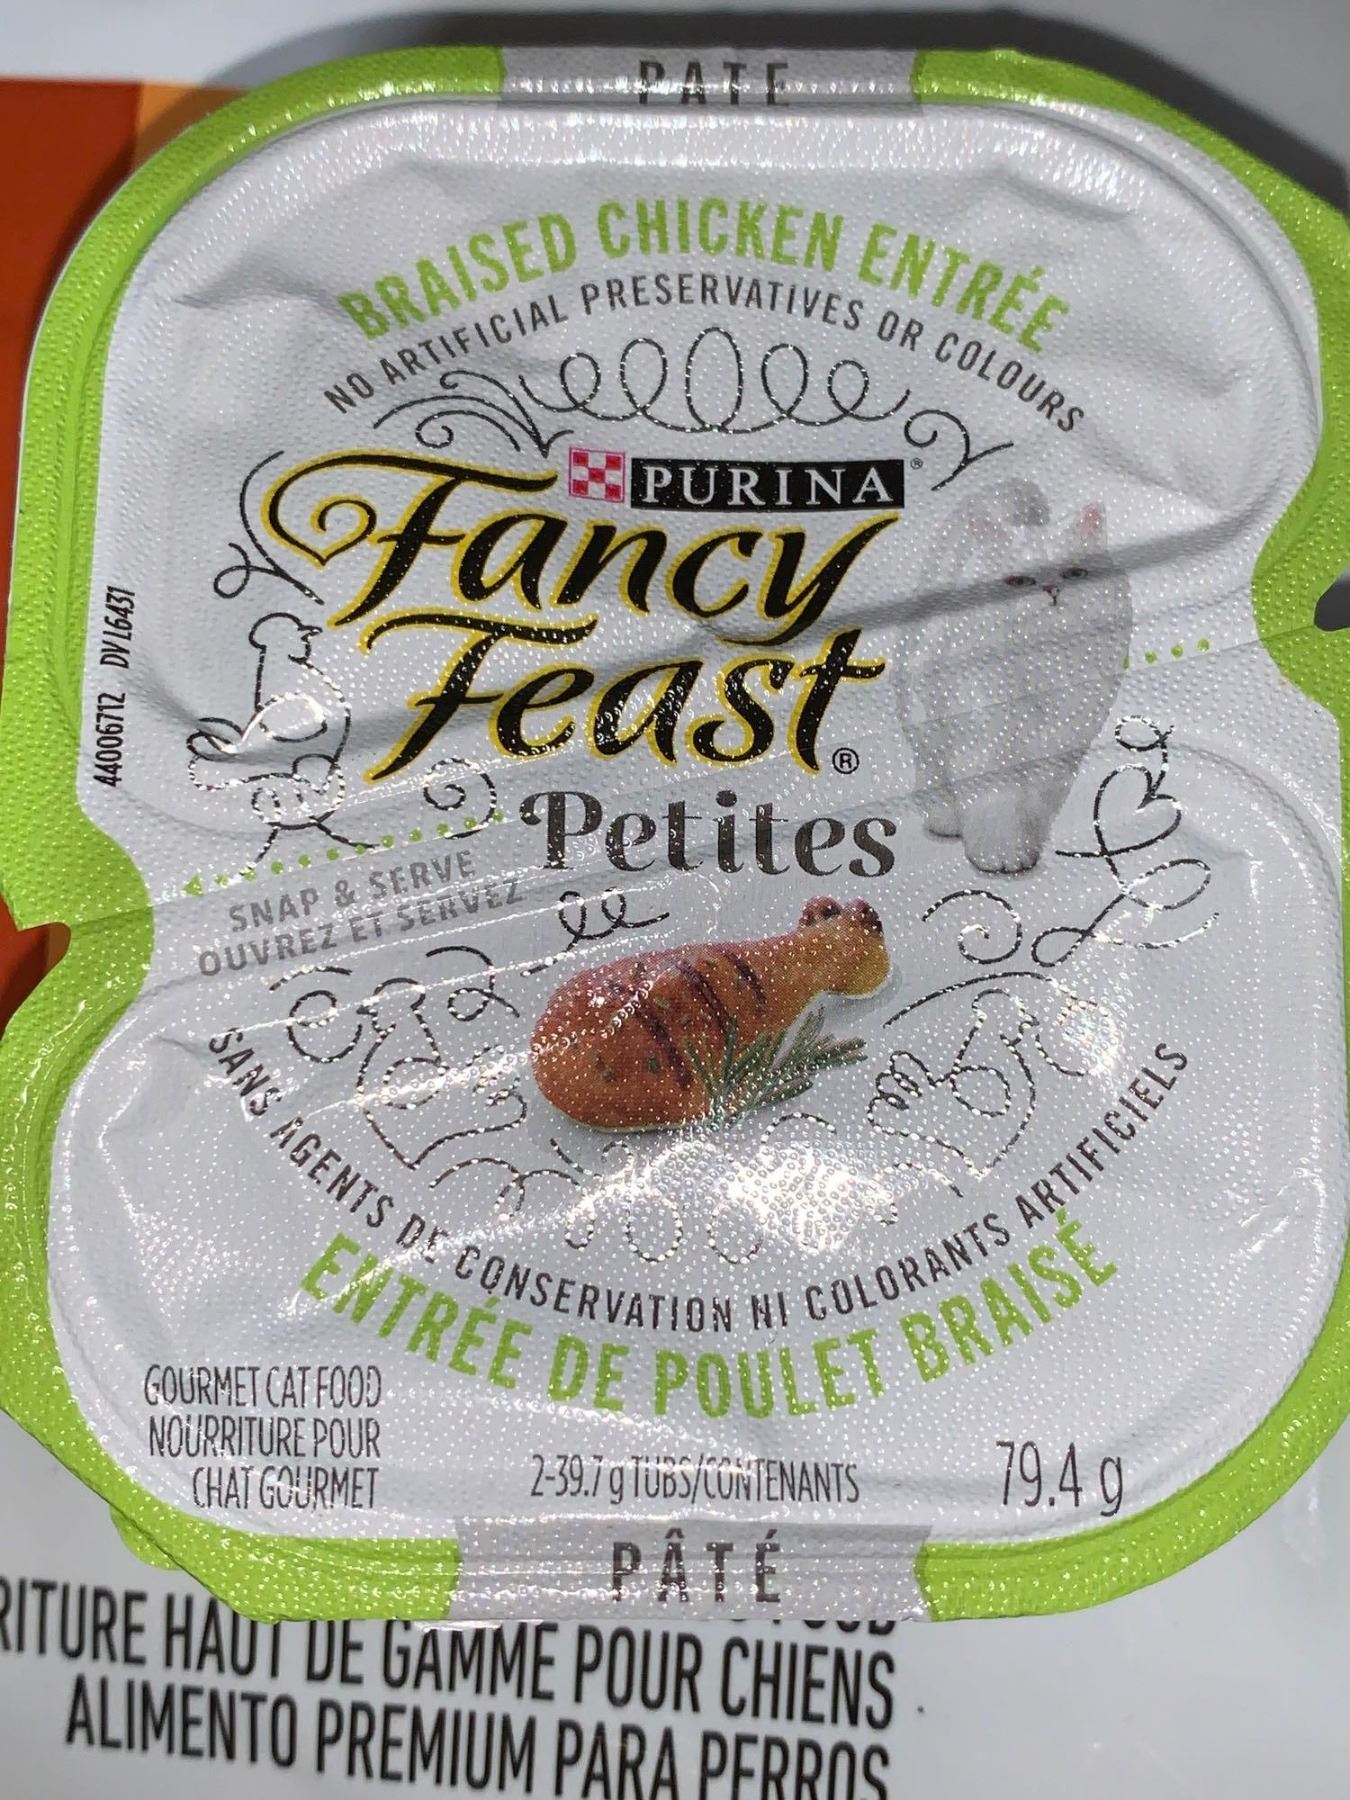 PATE
BRAISED CHICKEN ENTRÉE
NO ARTIFICIAL PRESERVATIVES OR COLOURS
PURINA®
Fancy
Feast®
Petites
44006712 DV L6431
SNAP & SERVE
OUVREZ ET SERVEZ
SANS AGENTS DE CONSERVATION NI COLORANTS ARTIFICIELS
ENTRÉE DE POULET BRAISÉ
GOURMET CAT FOOD
NOURRITURE POUR
CHAT GOURMET
2-39.7 g TUBS/CONTENANTS
79.4 g
PÂTÉ
RITURE HAUT DE GAMME POUR CHIENS
ALIMENTO PREMIUM PARA PERROS